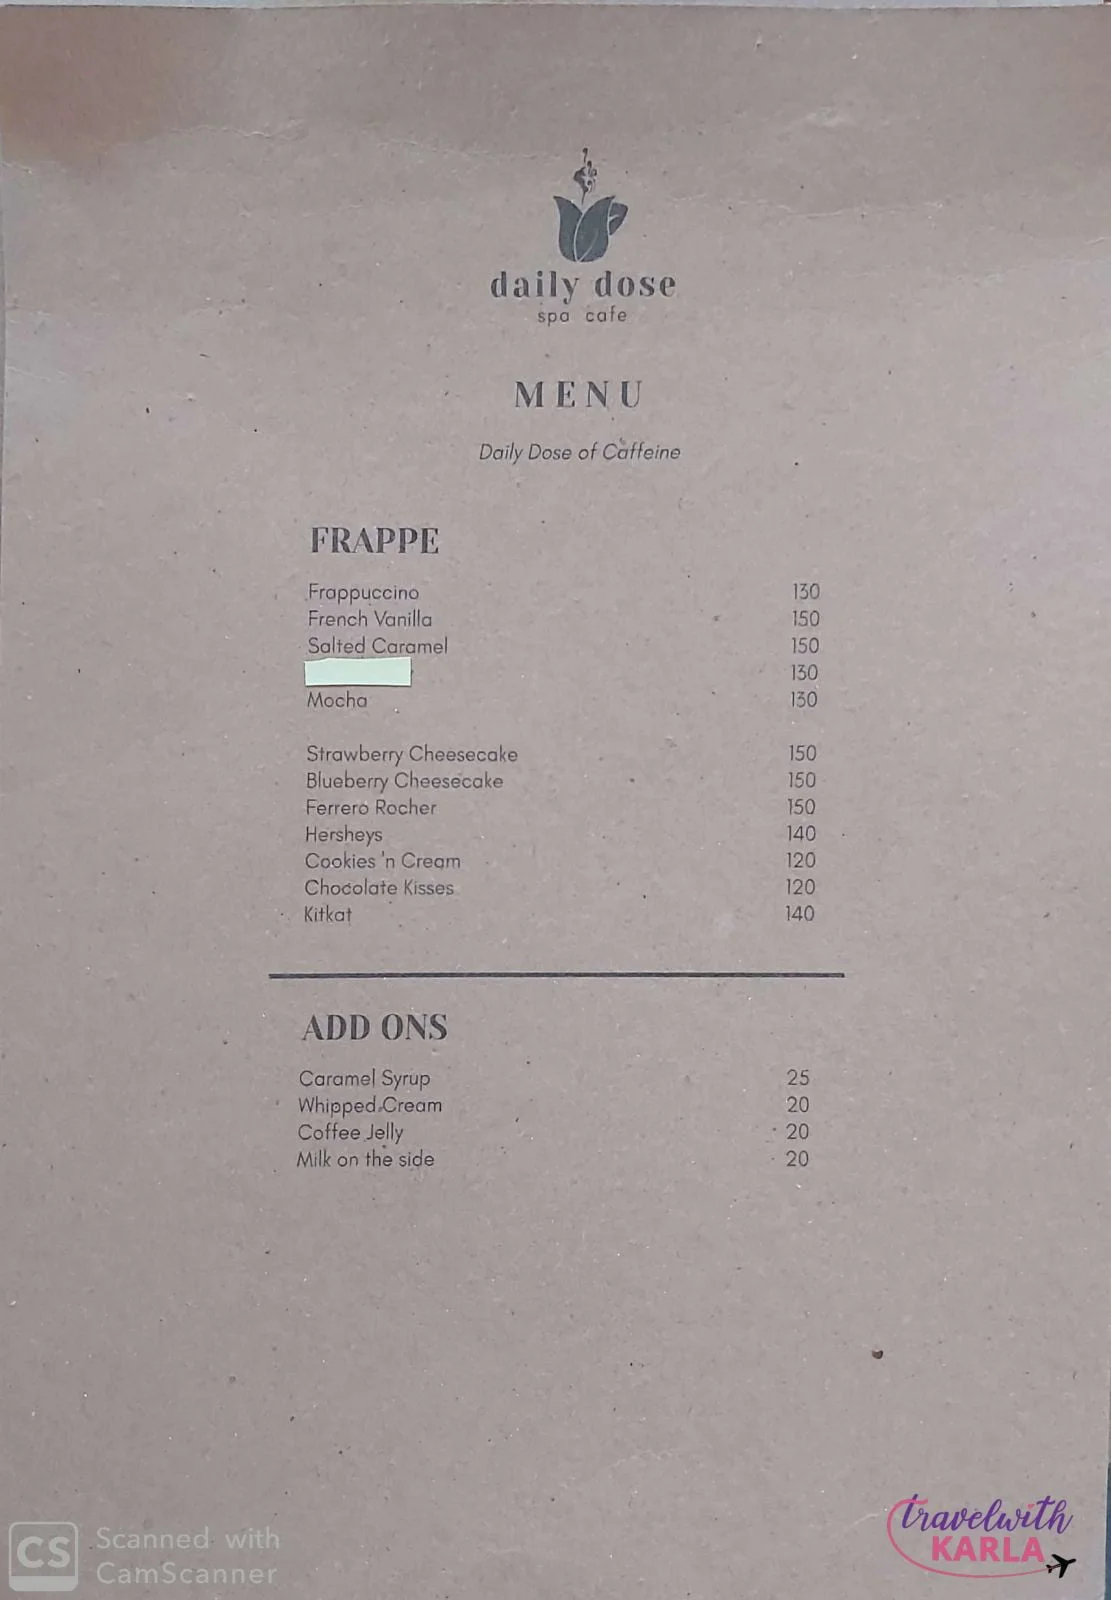 daily dose
spa cafe
MENU
Daily Dose of Caffeine
FRAPPE
Frappuccino 130
French Vanilla 150
Salted Caramel 150
130
Mocha 130
Strawberry Cheesecake 150
Blueberry Cheesecake 150
Ferrero Rocher 150
Hersheys 140
Cookies 'n Cream 120
Chocolate Kisses 120
Kitkat 140
ADD ONS
Caramel Syrup 25
Whipped Cream 20
Coffee Jelly 20
Milk on the side 20
CS Scanned with
CamScanner
travelwith
KARLA